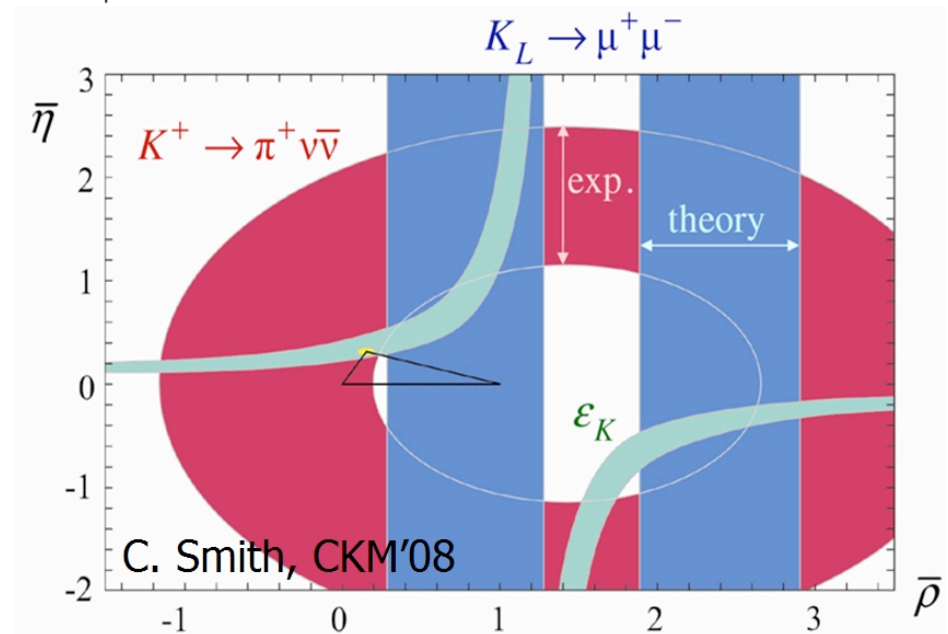 K_L → μ⁺μ⁻
η̄
K⁺ → π⁺νν̄
exp.
theory
ε_K
C. Smith, CKM'08
ρ̄
3
2
1
0
-1
-2
-1
0
1
2
3